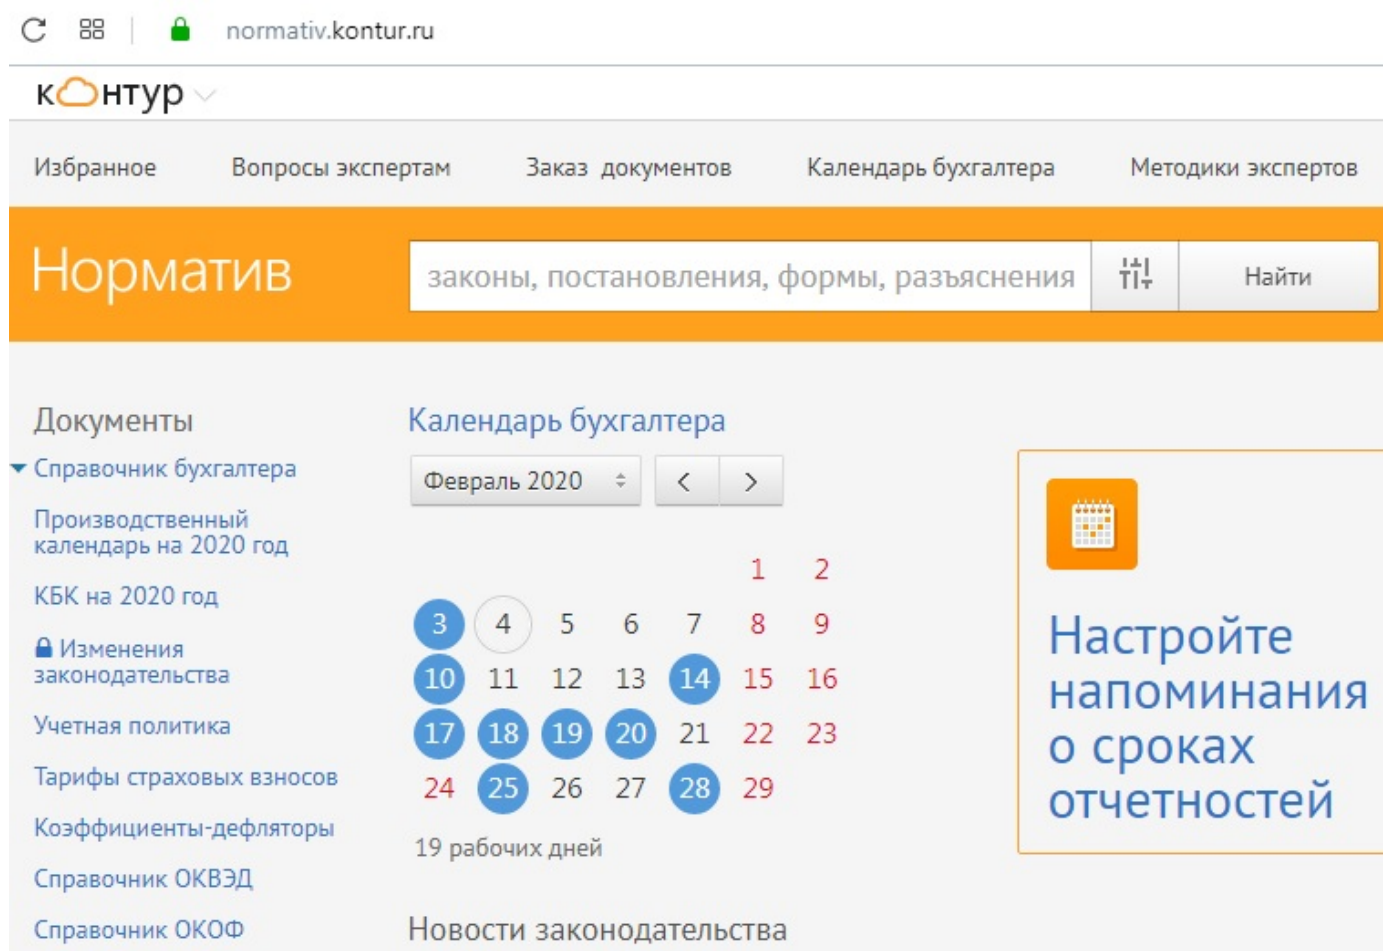 normativ.kontur.ru
контур
Избранное Вопросы экспертам Заказ документов Календарь бухгалтера Методики экспертов
Норматив
законы, постановления, формы, разъяснения
Найти
Документы
Справочник бухгалтера
Производственный
календарь на 2020 год
КБК на 2020 год
Изменения
законодательства
Учетная политика
Тарифы страховых взносов
Коэффициенты-дефляторы
Справочник ОКВЭД
Справочник ОКОФ
Календарь бухгалтера
Февраль 2020
1 2
3 4 5 6 7 8 9
10 11 12 13 14 15 16
17 18 19 20 21 22 23
24 25 26 27 28 29
19 рабочих дней
Новости законодательства
Настройте
напоминания
о сроках
отчетностей